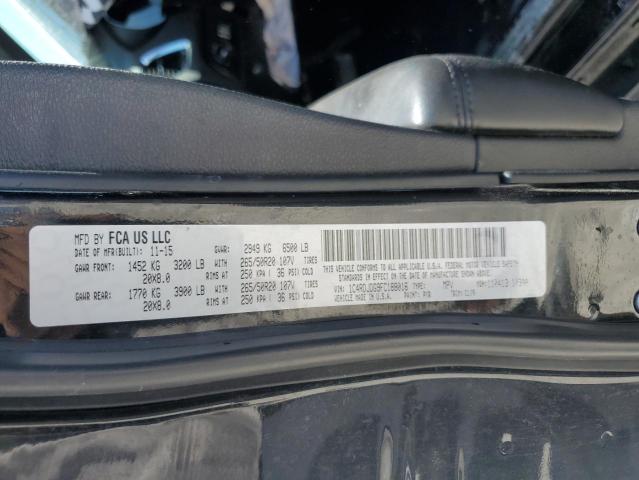 MFD BY FCA US LLC
DATE OF MFR(BUILT): 11-15 GVWR: 2949 KG 6500 LB
GAWR FRONT: 1452 KG 3200 LB WITH 265/50R20 107V TIRES
20X8.0 RIMS AT 250 KPA / 36 PSI COLD
GAWR REAR: 1770 KG 3900 LB WITH 265/50R20 107V TIRES
20X8.0 RIMS AT 250 KPA / 36 PSI COLD
THIS VEHICLE CONFORMS TO ALL APPLICABLE U.S.A. FEDERAL MOTOR VEHICLE SAFETY
STANDARDS IN EFFECT ON THE DATE OF MANUFACTURE SHOWN ABOVE.
VIN: TYPE: MPV
MADE IN U.S.A. PAINT: PXR TRIM: